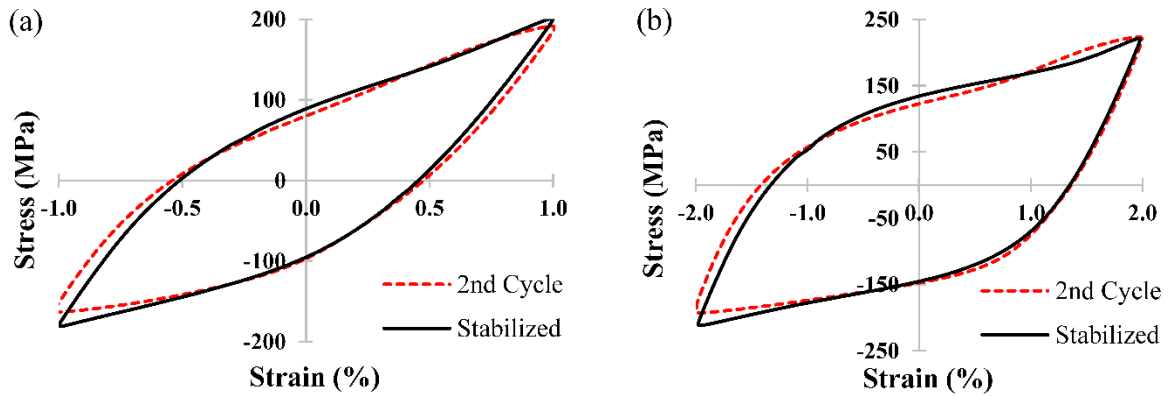 (a)
Stress (MPa)
200
100
0
-100
-200
-1.0 -0.5 0.0 0.5 1.0
2nd Cycle
Stabilized
Strain (%)
(b)
Stress (MPa)
250
150
50
-50
-150
-250
-2.0 -1.0 0.0 1.0 2.0
2nd Cycle
Stabilized
Strain (%)